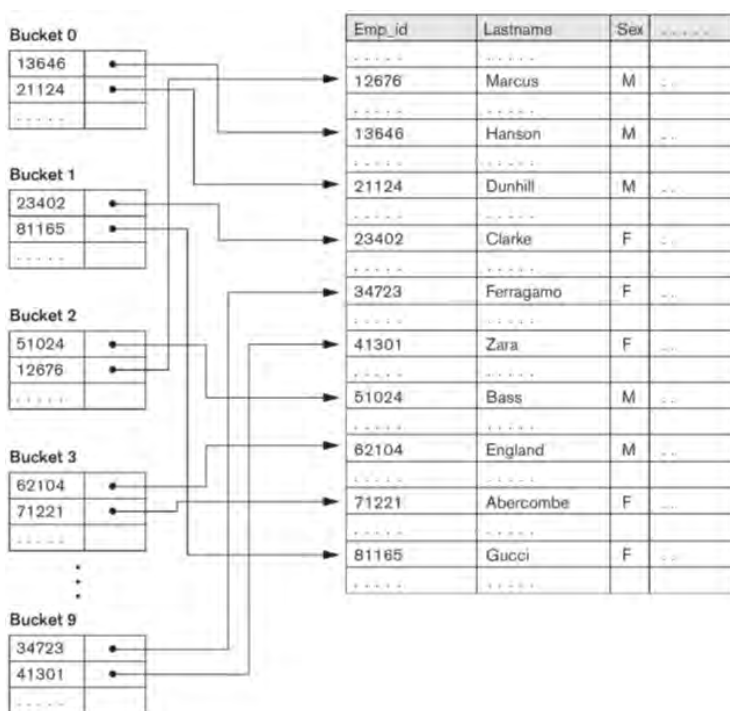 Bucket 0
13646
21124
. . . . .
Bucket 1
23402
81165
. . . . .
Bucket 2
51024
12676
. . . . .
Bucket 3
62104
71221
. . . . .
Bucket 9
34723
41301
. . . . .
Emp_id Lastname Sex . . . . .
. . . . . . . . . .
12676 Marcus M . .
. . . . . . . . . .
13646 Hanson M . .
. . . . . . . . . .
21124 Dunhill M . .
. . . . . . . . . .
23402 Clarke F . .
. . . . . . . . . .
34723 Ferragamo F . .
. . . . . . . . . .
41301 Zara F . .
. . . . . . . . . .
51024 Bass M . .
. . . . . . . . . .
62104 England M . .
. . . . . . . . . .
71221 Abercombe F . .
. . . . . . . . . .
81165 Gucci F . .
. . . . . . . . . .